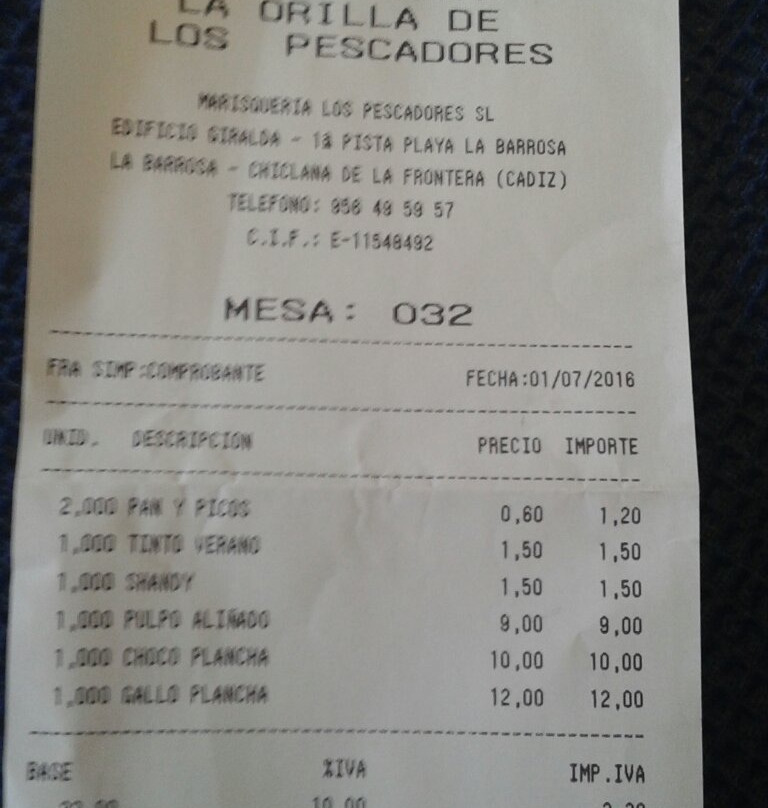 LA ORILLA DE
LOS PESCADORES
MARISQUERIA LOS PESCADORES SL
EDIFICIO GIRALDA - 1ª PISTA PLAYA LA BARROSA
LA BARROSA - CHICLANA DE LA FRONTERA (CADIZ)
TELEFONO: 956 49 59 57
C.I.F.: E-11548492
MESA: 032
FRA SIMP:COMPROBANTE FECHA:01/07/2016
UNID. DESCRIPCION PRECIO IMPORTE
2,000 PAN Y PICOS 0,60 1,20
1,000 TINTO VERANO 1,50 1,50
1,000 SHANDY 1,50 1,50
1,000 PULPO ALIÑADO 9,00 9,00
1,000 CHOCO PLANCHA 10,00 10,00
1,000 GALLO PLANCHA 12,00 12,00
BASE %IVA IMP.IVA
10,00